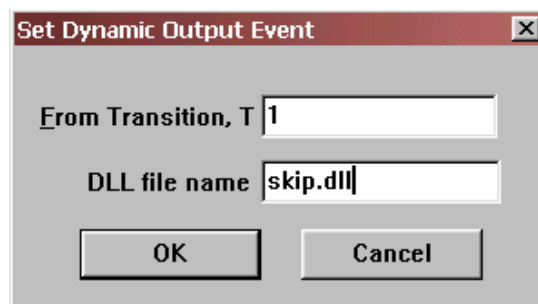 Set Dynamic Output Event
From Transition, T 1
DLL file name skip.dll
OK Cancel